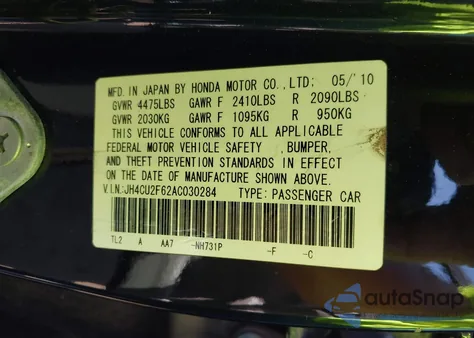 MFD. IN JAPAN BY HONDA MOTOR CO.,LTD: 05/'10
GVWR 4475LBS GAWR F 2410LBS R 2090LBS
GVWR 2030KG GAWR F 1095KG R 950KG
THIS VEHICLE CONFORMS TO ALL APPLICABLE
FEDERAL MOTOR VEHICLE SAFETY , BUMPER,
AND THEFT PREVENTION STANDARDS IN EFFECT
ON THE DATE OF MANUFACTURE SHOWN ABOVE.
V.I.N.:JH4CU2F62AC030284 TYPE: PASSENGER CAR
TL2 A AA7 -NH731P -F -C
autoSnap